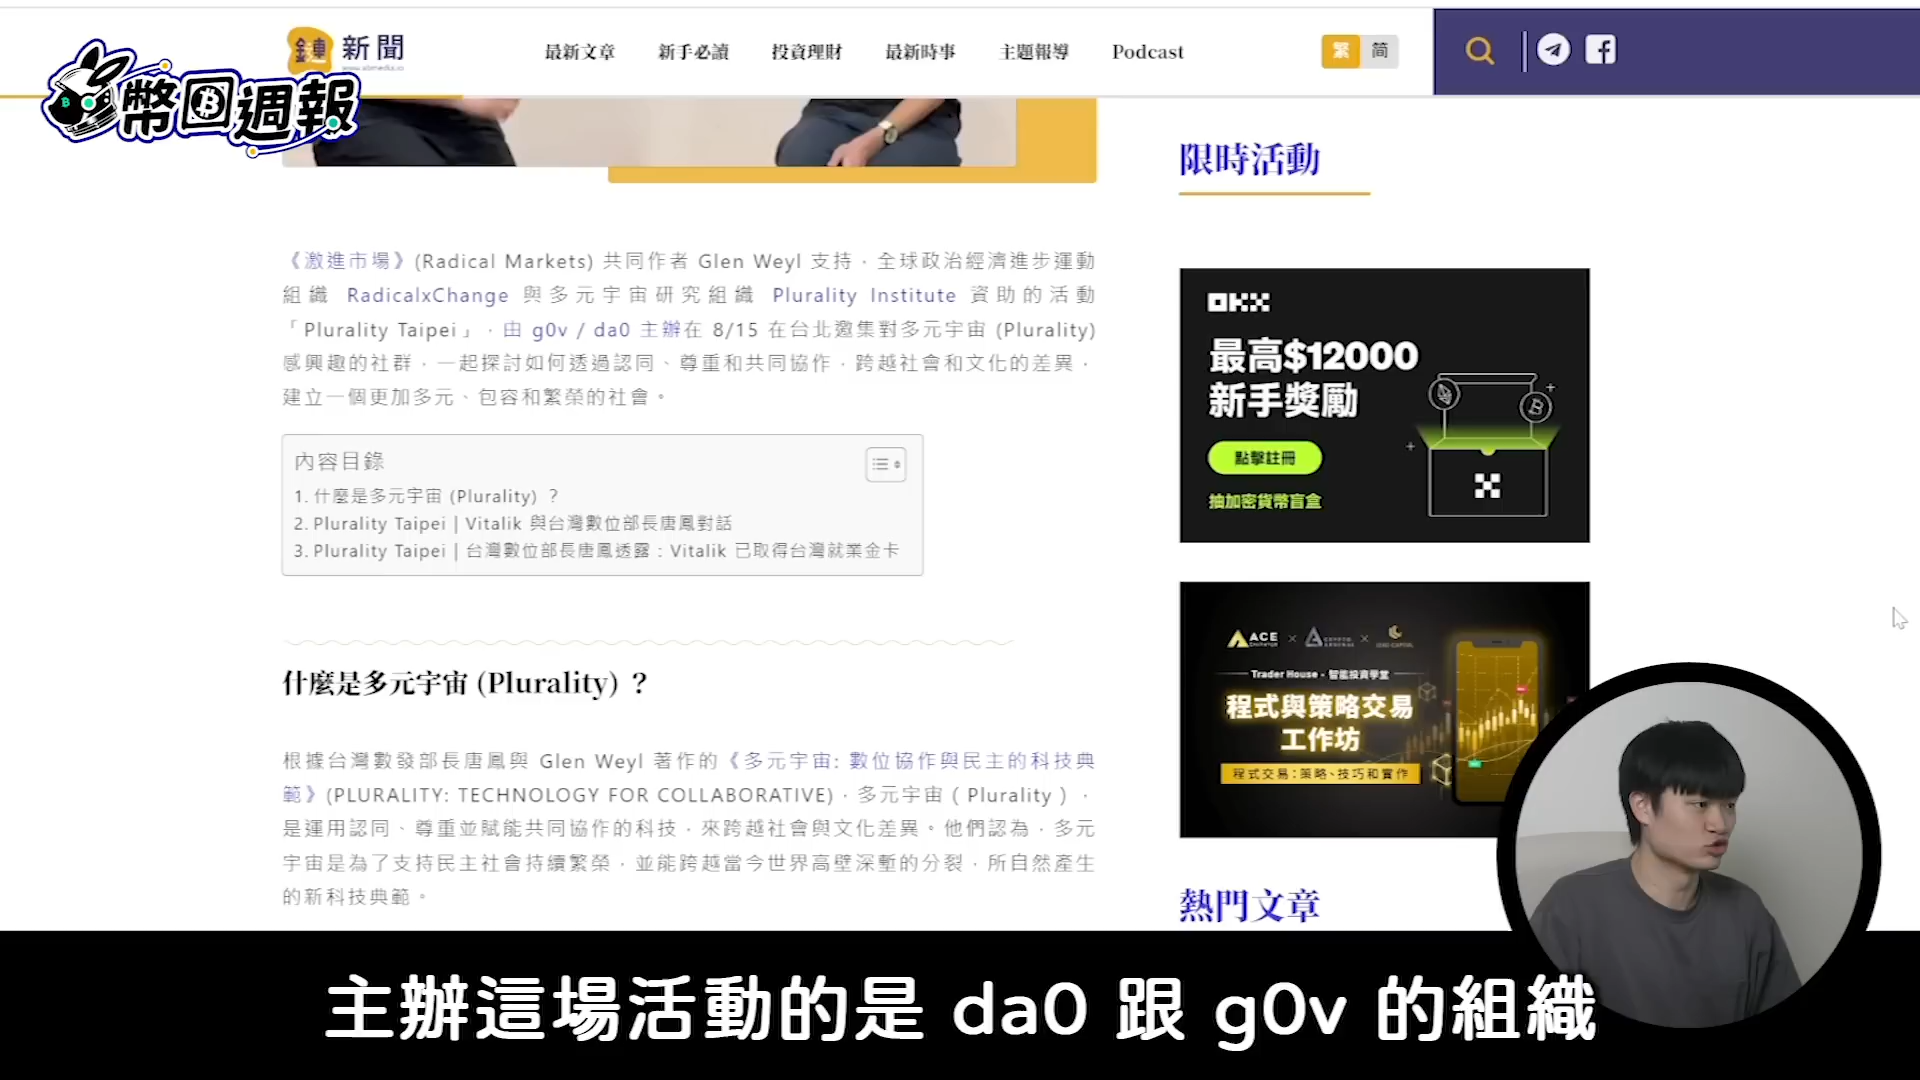 鏈新聞
最新文章 新手必讀 投資理財 最新時事 主題報導 Podcast
繁 简
幣圈週報
限時活動
《激進市場》(Radical Markets) 共同作者 Glen Weyl 支持，全球政治經濟進步運動
組織 RadicalxChange 與多元宇宙研究組織 Plurality Institute 資助的活動
「Plurality Taipei」，由 g0v / da0 主辦在 8/15 在台北邀集對多元宇宙 (Plurality)
感興趣的社群，一起探討如何透過認同、尊重和共同協作，跨越社會和文化的差異，
建立一個更加多元、包容和繁榮的社會。
內容目錄
1. 什麼是多元宇宙 (Plurality) ？
2. Plurality Taipei | Vitalik 與台灣數位部長唐鳳對話
3. Plurality Taipei | 台灣數位部長唐鳳透露：Vitalik 已取得台灣就業金卡
什麼是多元宇宙 (Plurality) ？
根據台灣數發部長唐鳳與 Glen Weyl 著作的《多元宇宙: 數位協作與民主的科技典
範》(PLURALITY: TECHNOLOGY FOR COLLABORATIVE)，多元宇宙（Plurality），
是運用認同、尊重並賦能共同協作的科技，來跨越社會與文化差異。他們認為，多元
宇宙是為了支持民主社會持續繁榮，並能跨越當今世界高壁深塹的分裂，所自然產生
的新科技典範。
OKX
最高$12000
新手獎勵
點擊註冊
抽加密貨幣盲盒
ACE
Trader House - 智能投資學堂
程式與策略交易
工作坊
程式交易：策略、技巧和實作
熱門文章
主辦這場活動的是 da0 跟 g0v 的組織